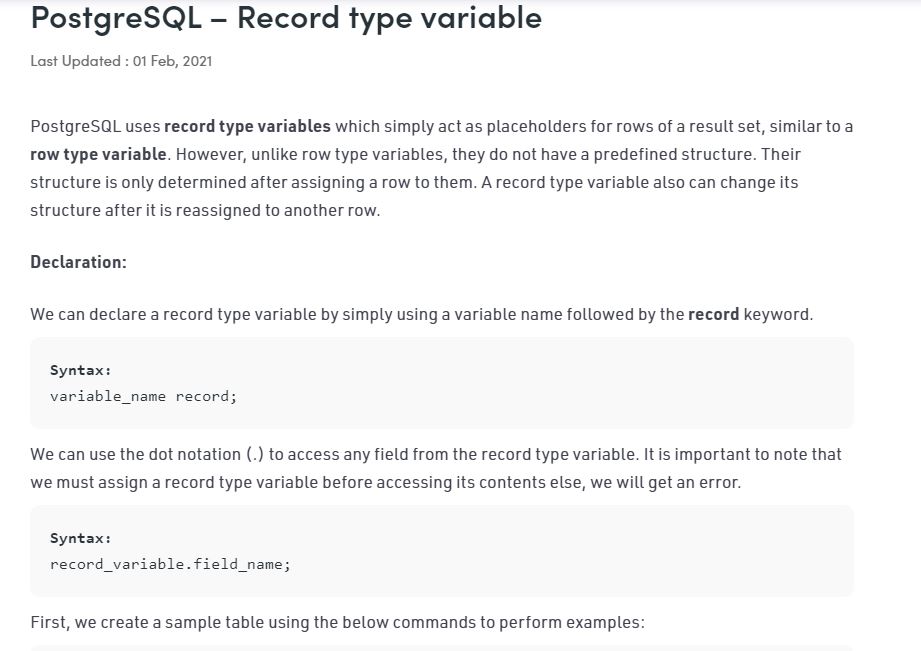 PostgreSQL – Record type variable
Last Updated : 01 Feb, 2021
PostgreSQL uses record type variables which simply act as placeholders for rows of a result set, similar to a
row type variable. However, unlike row type variables, they do not have a predefined structure. Their
structure is only determined after assigning a row to them. A record type variable also can change its
structure after it is reassigned to another row.
Declaration:
We can declare a record type variable by simply using a variable name followed by the record keyword.
Syntax:
variable_name record;
We can use the dot notation (.) to access any field from the record type variable. It is important to note that
we must assign a record type variable before accessing its contents else, we will get an error.
Syntax:
record_variable.field_name;
First, we create a sample table using the below commands to perform examples: